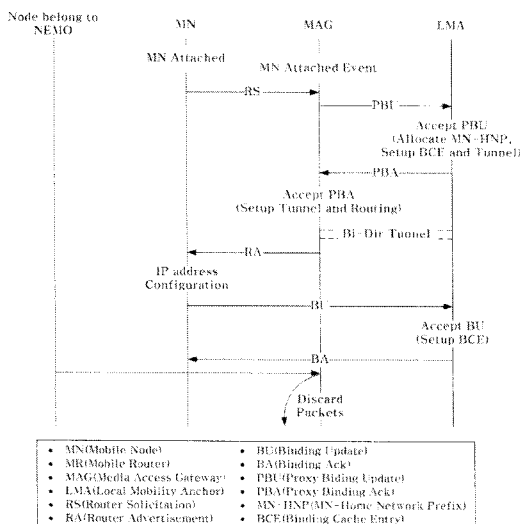 Node belong to
NEMO
MN
MAG
LMA
MN Attached
MN Attached Event
RS
PBU
Accept PBU
(Allocate MN-HNP,
Setup BCE and Tunnel)
PBA
Accept PBA
(Setup Tunnel and Routing)
Bi-Dir Tuonel
RA
IP address
Configuration
BU
Accept BU
(Setup BCE)
BA
Discard
Puckets
• MN(Mobile Node)
• MR(Mobile Router)
• MAG(Media Access Gateway)
• LMA(Local Mobility Anchor)
• RS(Router Solicitation)
• RA(Router Advertisement)
• BU(Binding Update)
• BA(Binding Ack)
• PBU(Proxy Biding Update)
• PBA(Proxy Binding Ack)
• MN-HNP(MN-Home Network Prefix)
• BCE(Binding Cache Entry)